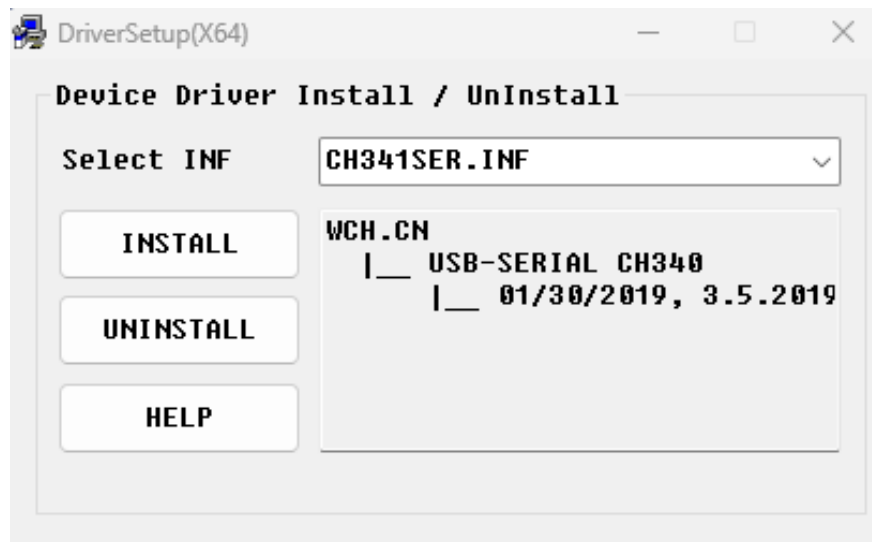 DriverSetup(X64)
Device Driver Install / UnInstall
Select INF
CH341SER.INF
INSTALL
UNINSTALL
HELP
WCH.CN
|__ USB-SERIAL CH340
|__ 01/30/2019, 3.5.2019